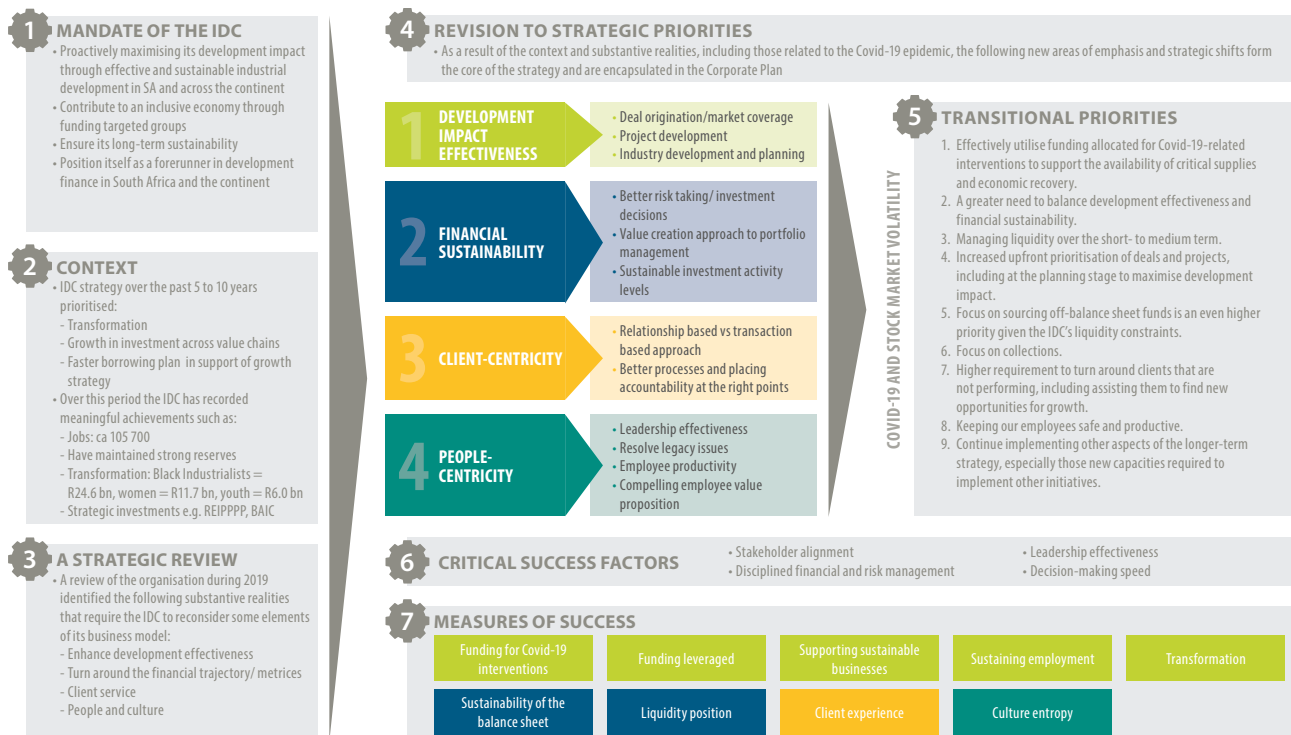 1 MANDATE OF THE IDC
• Proactively maximising its development impact
through effective and sustainable industrial
development in SA and across the continent
• Contribute to an inclusive economy through
funding targeted groups
• Ensure its long-term sustainability
• Position itself as a forerunner in development
finance in South Africa and the continent
2 CONTEXT
• IDC strategy over the past 5 to 10 years
prioritised:
- Transformation
- Growth in investment across value chains
- Faster borrowing plan in support of growth
strategy
• Over this period the IDC has recorded
meaningful achievements such as:
- Jobs: ca 105 700
- Have maintained strong reserves
- Transformation: Black Industrialists =
R24.6 bn, women = R11.7 bn, youth = R6.0 bn
- Strategic investments e.g. REIPPPP, BAIC
3 A STRATEGIC REVIEW
• A review of the organisation during 2019
identified the following substantive realities
that require the IDC to reconsider some elements
of its business model:
- Enhance development effectiveness
- Turn around the financial trajectory/ metrices
- Client service
- People and culture
4 REVISION TO STRATEGIC PRIORITIES
• As a result of the context and substantive realities, including those related to the Covid-19 epidemic, the following new areas of emphasis and strategic shifts form
the core of the strategy and are encapsulated in the Corporate Plan
1 DEVELOPMENT
IMPACT
EFFECTIVENESS
• Deal origination/market coverage
• Project development
• Industry development and planning
2 FINANCIAL
SUSTAINABILITY
• Better risk taking/ investment
decisions
• Value creation approach to portfolio
management
• Sustainable investment activity
levels
3 CLIENT-CENTRICITY
• Relationship based vs transaction
based approach
• Better processes and placing
accountability at the right points
4 PEOPLE-
CENTRICITY
• Leadership effectiveness
• Resolve legacy issues
• Employee productivity
• Compelling employee value
proposition
COVID-19 AND STOCK MARKET VOLATILITY
5 TRANSITIONAL PRIORITIES
1. Effectively utilise funding allocated for Covid-19-related
interventions to support the availability of critical supplies
and economic recovery.
2. A greater need to balance development effectiveness and
financial sustainability.
3. Managing liquidity over the short- to medium term.
4. Increased upfront prioritisation of deals and projects,
including at the planning stage to maximise development
impact.
5. Focus on sourcing off-balance sheet funds is an even higher
priority given the IDC's liquidity constraints.
6. Focus on collections.
7. Higher requirement to turn around clients that are
not performing, including assisting them to find new
opportunities for growth.
8. Keeping our employees safe and productive.
9. Continue implementing other aspects of the longer-term
strategy, especially those new capacities required to
implement other initiatives.
6 CRITICAL SUCCESS FACTORS
• Stakeholder alignment
• Disciplined financial and risk management
• Leadership effectiveness
• Decision-making speed
7 MEASURES OF SUCCESS
Funding for Covid-19
interventions
Funding leveraged
Supporting sustainable
businesses
Sustaining employment
Transformation
Sustainability of the
balance sheet
Liquidity position
Client experience
Culture entropy